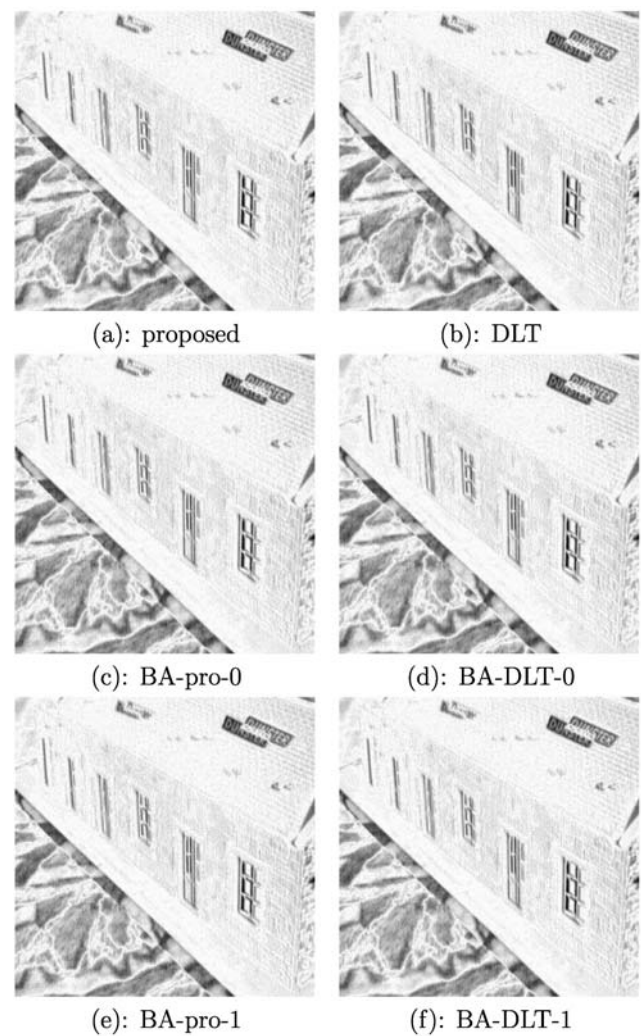 (a): proposed
(b): DLT
(c): BA-pro-0
(d): BA-DLT-0
(e): BA-pro-1
(f): BA-DLT-1